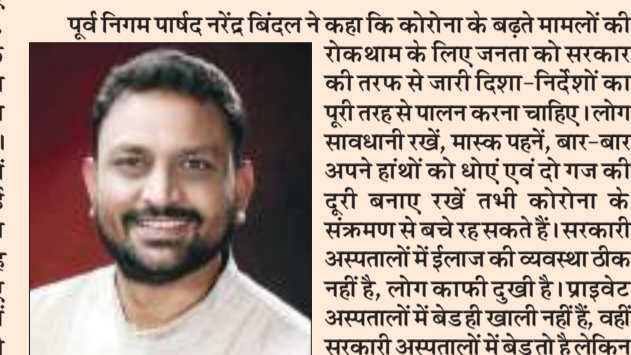 पूर्व निगम पार्षद नरेंद्र बिंदल ने कहा कि कोरोना के बढ़ते मामलों की
रोकथाम के लिए जनता को सरकार
की तरफ से जारी दिशा-निर्देशों का
पूरी तरह से पालन करना चाहिए । लोग
सावधानी रखें, मास्क पहनें, बार-बार
अपने हांथों को धोएं एवं दो गज की
दूरी बनाए रखें तभी कोरोना के
संक्रमण से बचे रह सकते हैं । सरकारी
अस्पतालों में ईलाज की व्यवस्था ठीक
नहीं है, लोग काफी दुखी है । प्राइवेट
अस्पतालों में बेड ही खाली नहीं हैं, वहीं
सरकारी अस्पतालों में बेड तो है लेकिन